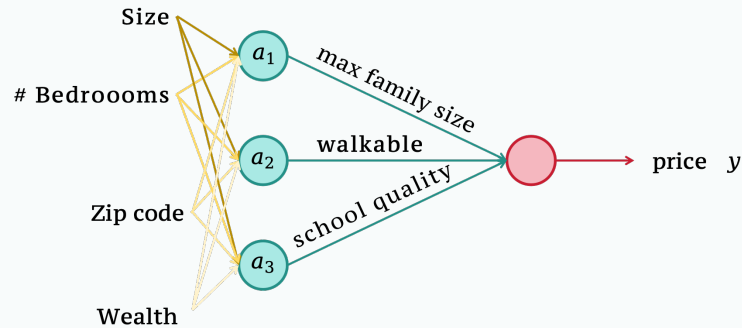 Size
# Bedroooms
Zip code
Wealth
a1
a2
a3
max family size
walkable
school quality
price y